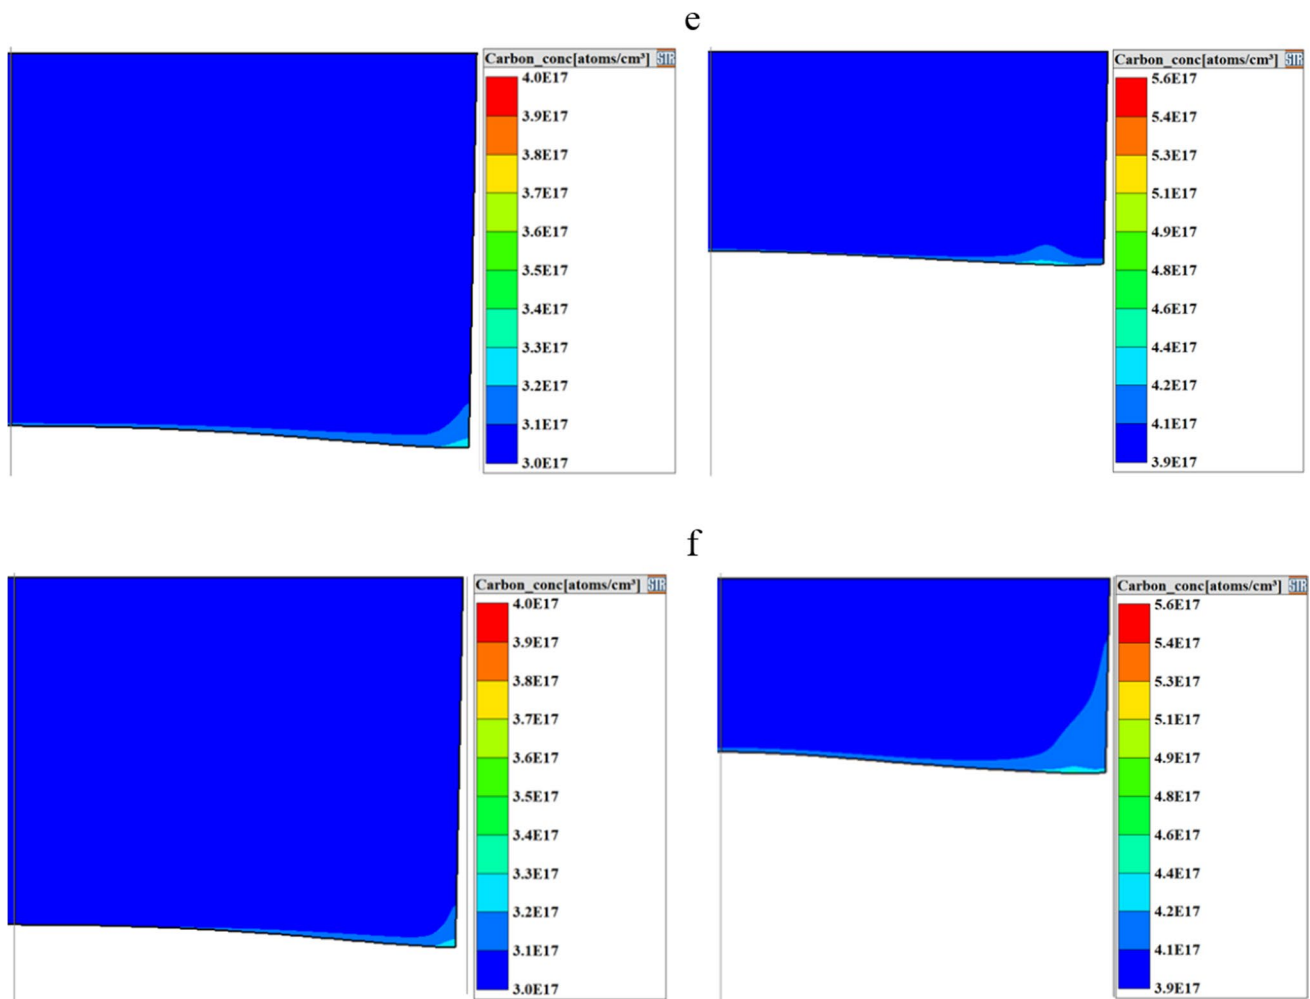 e
Carbon_conc[atoms/cm³] STR
4.0E17
3.9E17
3.8E17
3.7E17
3.6E17
3.5E17
3.4E17
3.3E17
3.2E17
3.1E17
3.0E17
Carbon_conc[atoms/cm³] STR
5.6E17
5.4E17
5.3E17
5.1E17
4.9E17
4.8E17
4.6E17
4.4E17
4.2E17
4.1E17
3.9E17
f
Carbon_conc[atoms/cm³] STR
4.0E17
3.9E17
3.8E17
3.7E17
3.6E17
3.5E17
3.4E17
3.3E17
3.2E17
3.1E17
3.0E17
Carbon_conc[atoms/cm³] STR
5.6E17
5.4E17
5.3E17
5.1E17
4.9E17
4.8E17
4.6E17
4.4E17
4.2E17
4.1E17
3.9E17